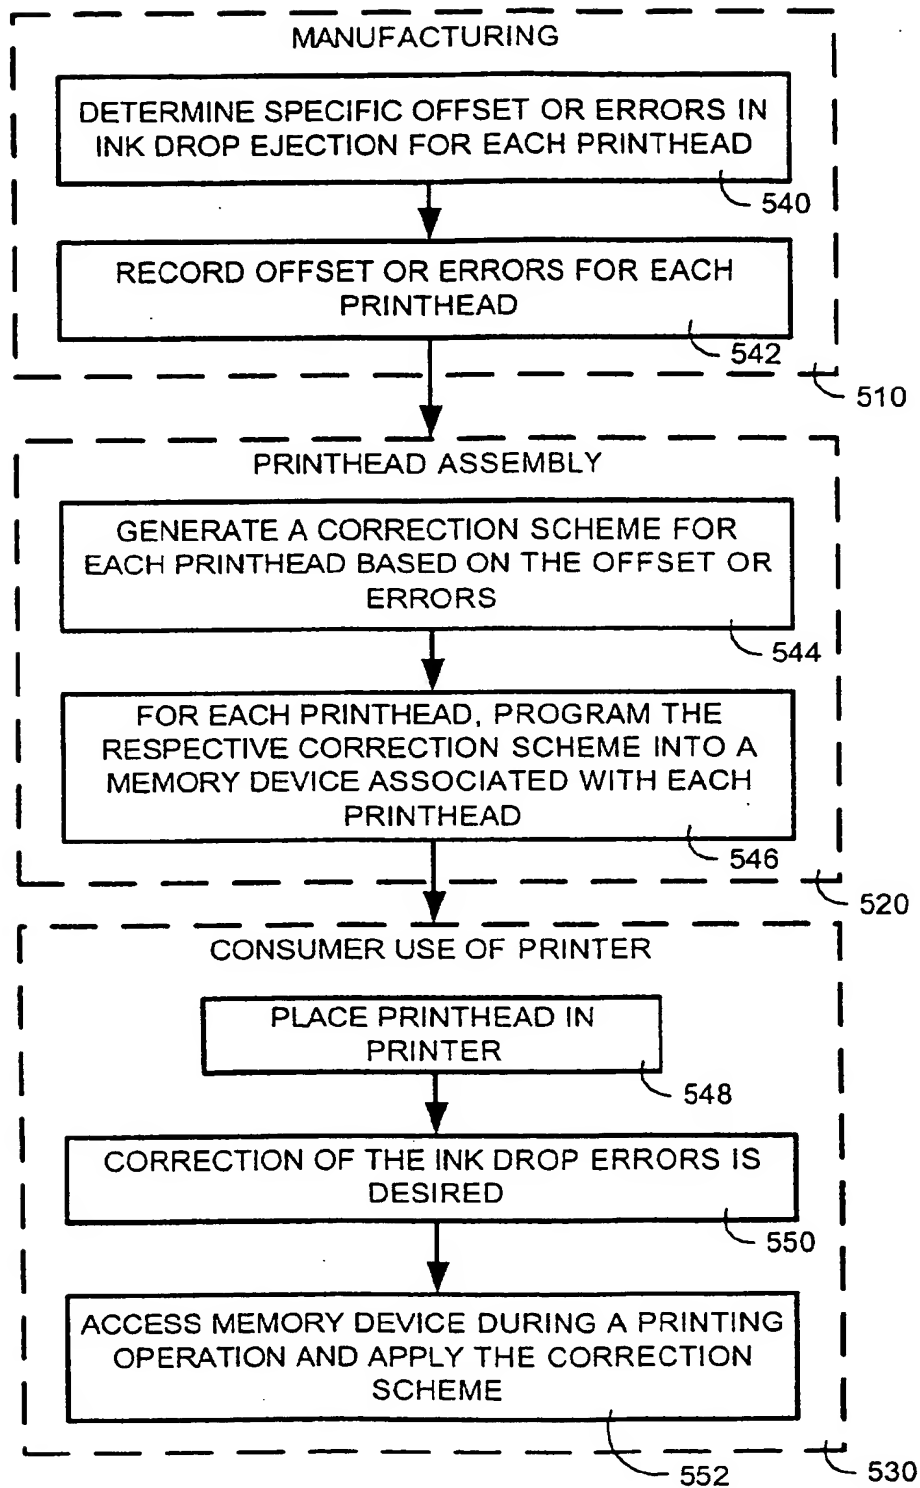 MANUFACTURING
DETERMINE SPECIFIC OFFSET OR ERRORS IN
INK DROP EJECTION FOR EACH PRINTHEAD
540
RECORD OFFSET OR ERRORS FOR EACH
PRINTHEAD
542
510
PRINTHEAD ASSEMBLY
GENERATE A CORRECTION SCHEME FOR
EACH PRINTHEAD BASED ON THE OFFSET OR
ERRORS
544
FOR EACH PRINTHEAD, PROGRAM THE
RESPECTIVE CORRECTION SCHEME INTO A
MEMORY DEVICE ASSOCIATED WITH EACH
PRINTHEAD
546
520
CONSUMER USE OF PRINTER
PLACE PRINTHEAD IN
PRINTER
548
CORRECTION OF THE INK DROP ERRORS IS
DESIRED
550
ACCESS MEMORY DEVICE DURING A PRINTING
OPERATION AND APPLY THE CORRECTION
SCHEME
552
530